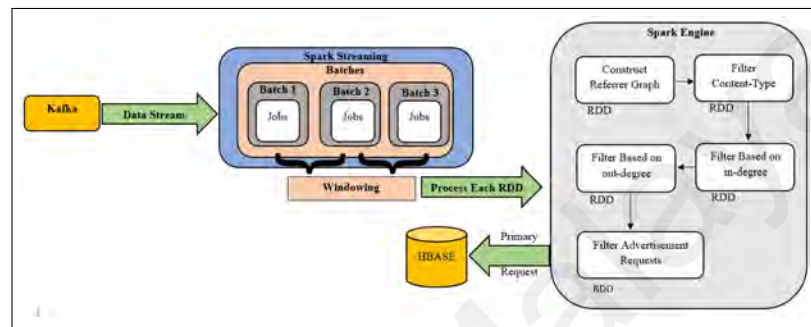 Spark Streaming
Batches
Batch 1
Batch 2
Batch 3
Jobs
Jobs
Jobs
Kafka
Data Stream
Windowing
Process Each RDD
Spark Engine
Construct
Referrer Graph
RDD
Filter
Content-Type
RDD
Filter Based on
out-degree
RDD
Filter Based on
in-degree
RDD
Filter Advertisement
Requests
RDD
Primary
Request
HBASE
Malaya